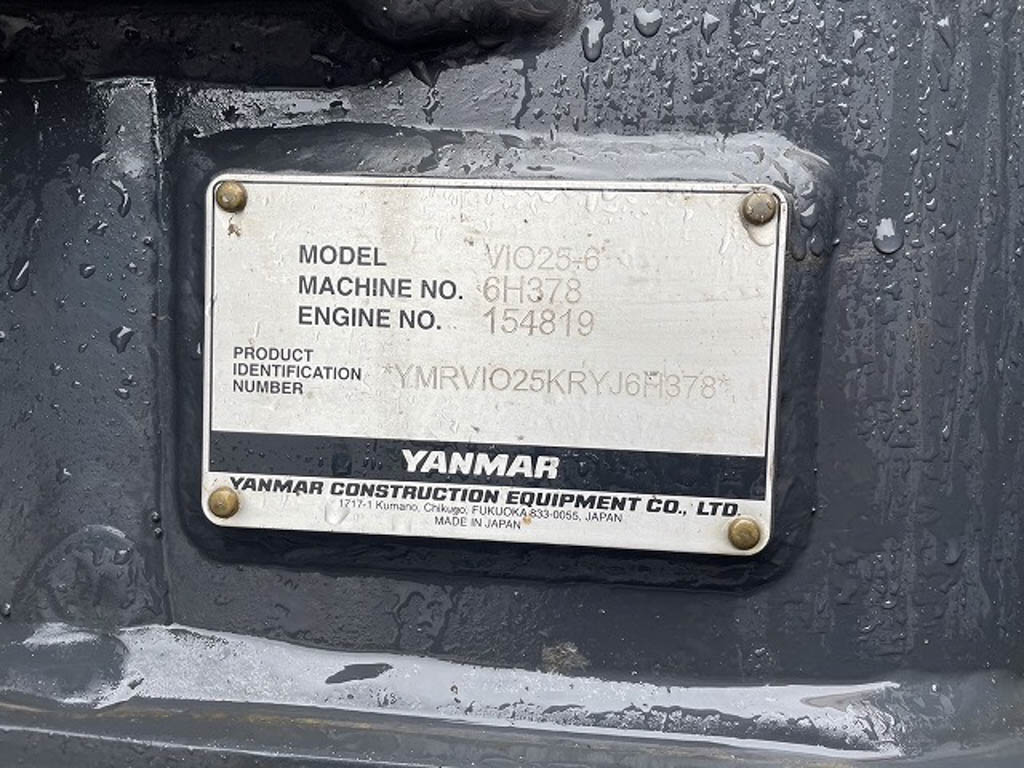 MODEL VIO25-6
MACHINE NO. 6H378
ENGINE NO. 154819
PRODUCT
IDENTIFICATION
NUMBER *YMRVIO25KRYJ6H378*
YANMAR
YANMAR CONSTRUCTION EQUIPMENT CO., LTD.
1717-1 Kumano, Chikugo, FUKUOKA 833-0055, JAPAN
MADE IN JAPAN